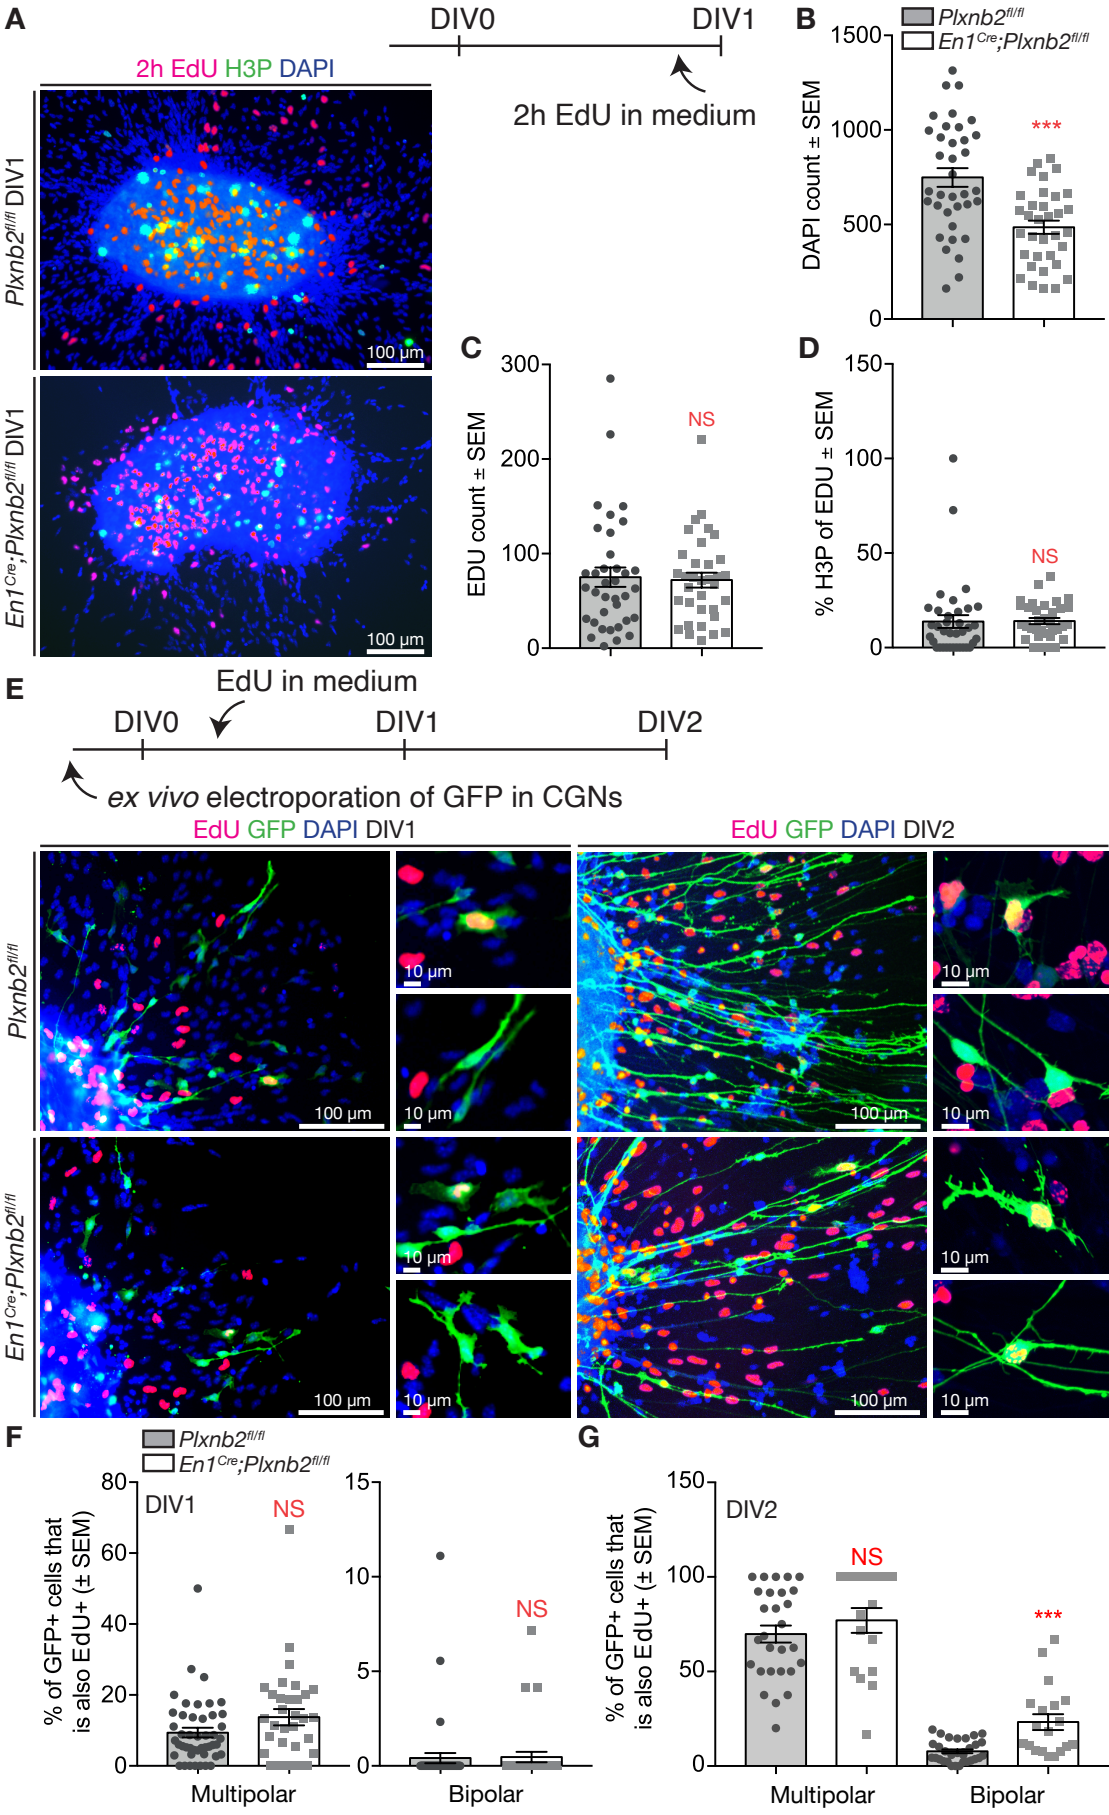 A
DIV0
DIV1
2h EdU in medium
2h EdU H3P DAPI
Plxnb2fl/fl DIV1
100 µm
En1Cre;Plxnb2fl/fl DIV1
100 µm
B
Plxnb2fl/fl
En1Cre;Plxnb2fl/fl
DAPI count ± SEM
1500
1000
500
0
***
C
EDU count ± SEM
300
200
100
0
NS
D
% H3P of EDU ± SEM
150
100
50
0
NS
E
EdU in medium
DIV0
DIV1
DIV2
ex vivo electroporation of GFP in CGNs
EdU GFP DAPI DIV1
EdU GFP DAPI DIV2
Plxnb2fl/fl
100 µm
10 µm
10 µm
100 µm
10 µm
10 µm
En1Cre;Plxnb2fl/fl
100 µm
10 µm
10 µm
100 µm
10 µm
10 µm
F
Plxnb2fl/fl
En1Cre;Plxnb2fl/fl
% of GFP+ cells that
is also EdU+ (± SEM)
DIV1
80
60
40
20
0
NS
Multipolar
15
10
5
0
NS
Bipolar
G
% of GFP+ cells that
is also EdU+ (± SEM)
DIV2
150
100
50
0
NS
***
Multipolar
Bipolar